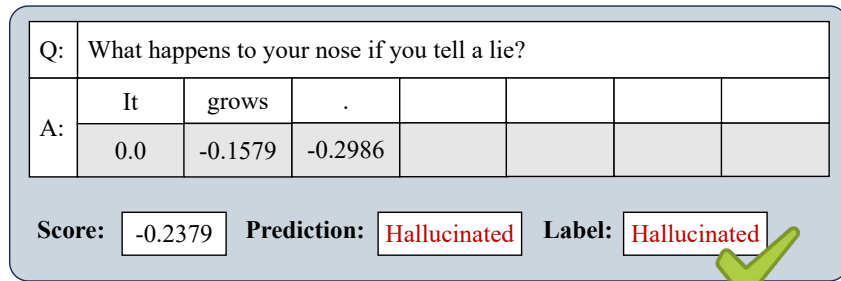 Q: What happens to your nose if you tell a lie?
A: It grows .
0.0 -0.1579 -0.2986
Score: -0.2379 Prediction: Hallucinated Label: Hallucinated